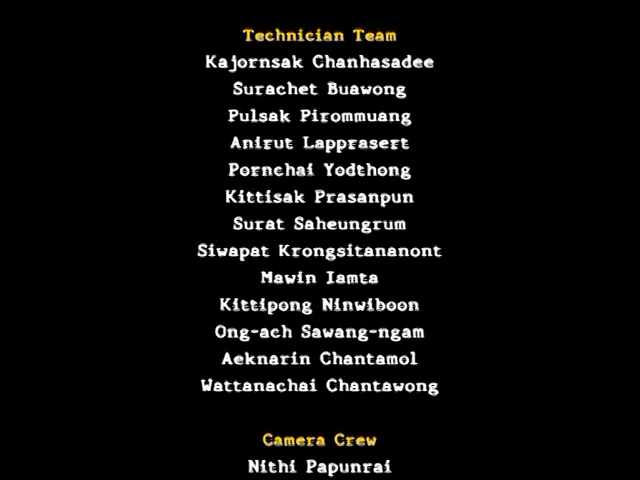 Technician Team
Kajornsak Chanhasadee
Surachet Buawong
Pulsak Pirommuang
Anirut Lapprasert
Pornchai Yodthong
Kittisak Prasanpun
Surat Saheungrum
Siwapat Krongsitananont
Mawin Iamta
Kittipong Ninwiboon
Ong-ach Sawang-ngam
Aeknarin Chantamol
Wattanachai Chantawong
Camera Crew
Nithi Papunrai